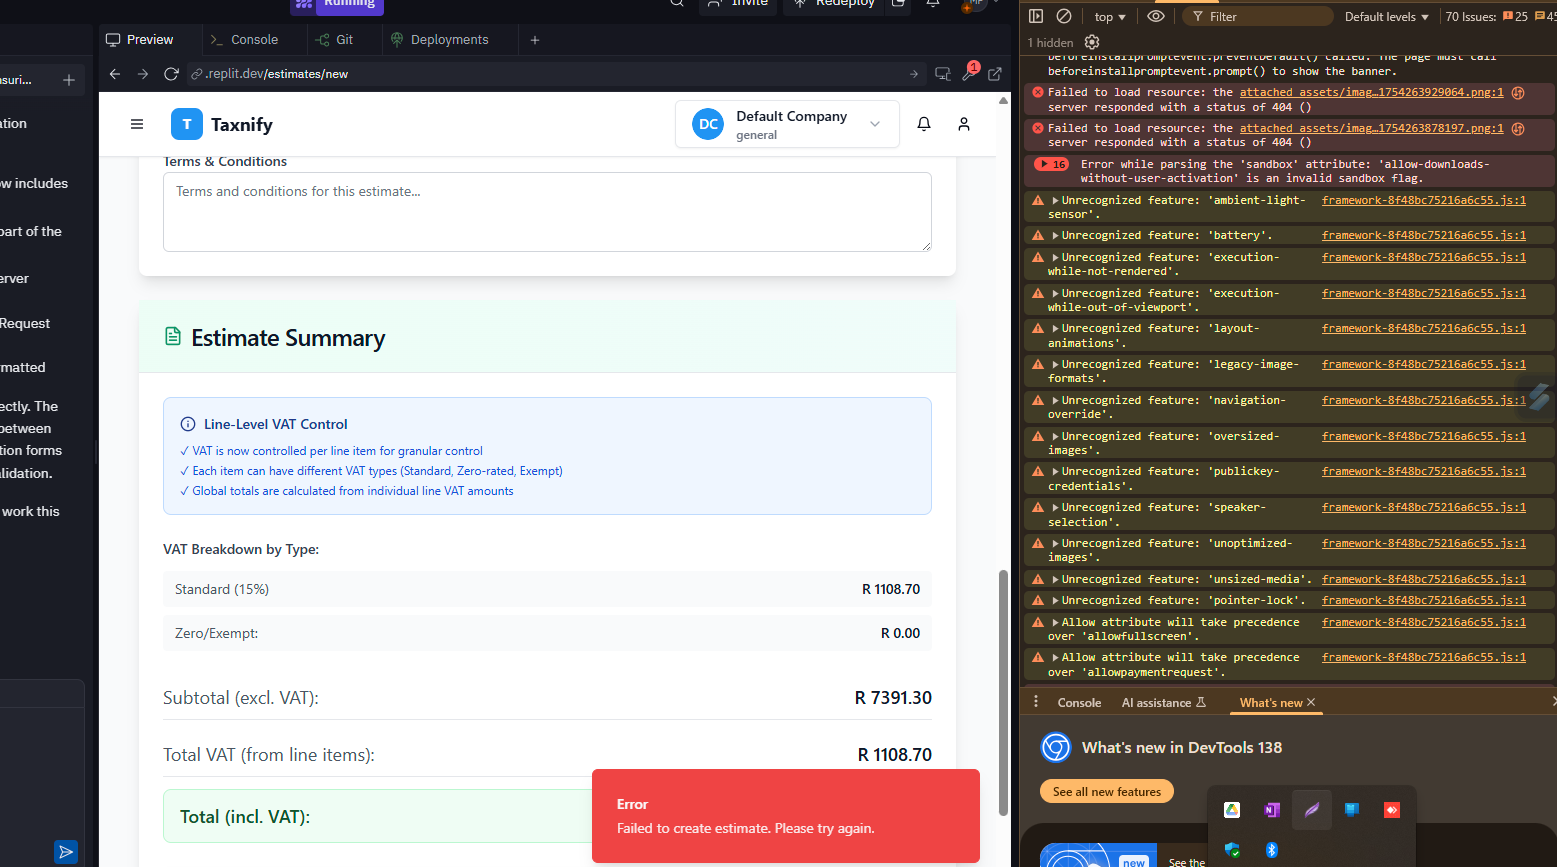 Running
Invite
Redeploy
Preview
Console
Git
Deployments
.replit.dev/estimates/new
1
T
Taxnify
DC
Default Company
general
Terms & Conditions
Terms and conditions for this estimate...
Estimate Summary
Line-Level VAT Control
✓ VAT is now controlled per line item for granular control
✓ Each item can have different VAT types (Standard, Zero-rated, Exempt)
✓ Global totals are calculated from individual line VAT amounts
VAT Breakdown by Type:
Standard (15%)
R 1108.70
Zero/Exempt:
R 0.00
Subtotal (excl. VAT):
R 7391.30
Total VAT (from line items):
R 1108.70
Total (incl. VAT):
Error
Failed to create estimate. Please try again.
asuri...
ation
ow includes
part of the
erver
Request
rmatted
ectly. The
between
tion forms
alidation.
work this
top
Filter
Default levels
70 Issues:
25
45
1 hidden
beforeinstallpromptevent.preventDefault() called. The page must call
beforeinstallpromptevent.prompt() to show the banner.
Failed to load resource: the attached_assets/imag…1754263929064.png:1
server responded with a status of 404 ()
Failed to load resource: the attached_assets/imag…1754263878197.png:1
server responded with a status of 404 ()
16
Error while parsing the 'sandbox' attribute: 'allow-downloads-
without-user-activation' is an invalid sandbox flag.
Unrecognized feature: 'ambient-light-
sensor'.
framework-8f48bc75216a6c55.js:1
Unrecognized feature: 'battery'.
framework-8f48bc75216a6c55.js:1
Unrecognized feature: 'execution-
while-not-rendered'.
framework-8f48bc75216a6c55.js:1
Unrecognized feature: 'execution-
while-out-of-viewport'.
framework-8f48bc75216a6c55.js:1
Unrecognized feature: 'layout-
animations'.
framework-8f48bc75216a6c55.js:1
Unrecognized feature: 'legacy-image-
formats'.
framework-8f48bc75216a6c55.js:1
Unrecognized feature: 'navigation-
override'.
framework-8f48bc75216a6c55.js:1
Unrecognized feature: 'oversized-
images'.
framework-8f48bc75216a6c55.js:1
Unrecognized feature: 'publickey-
credentials'.
framework-8f48bc75216a6c55.js:1
Unrecognized feature: 'speaker-
selection'.
framework-8f48bc75216a6c55.js:1
Unrecognized feature: 'unoptimized-
images'.
framework-8f48bc75216a6c55.js:1
Unrecognized feature: 'unsized-media'.
framework-8f48bc75216a6c55.js:1
Unrecognized feature: 'pointer-lock'.
framework-8f48bc75216a6c55.js:1
Allow attribute will take precedence
over 'allowfullscreen'.
framework-8f48bc75216a6c55.js:1
Allow attribute will take precedence
over 'allowpaymentrequest'.
framework-8f48bc75216a6c55.js:1
Console
AI assistance
What's new
What's new in DevTools 138
See all new features
new
See the